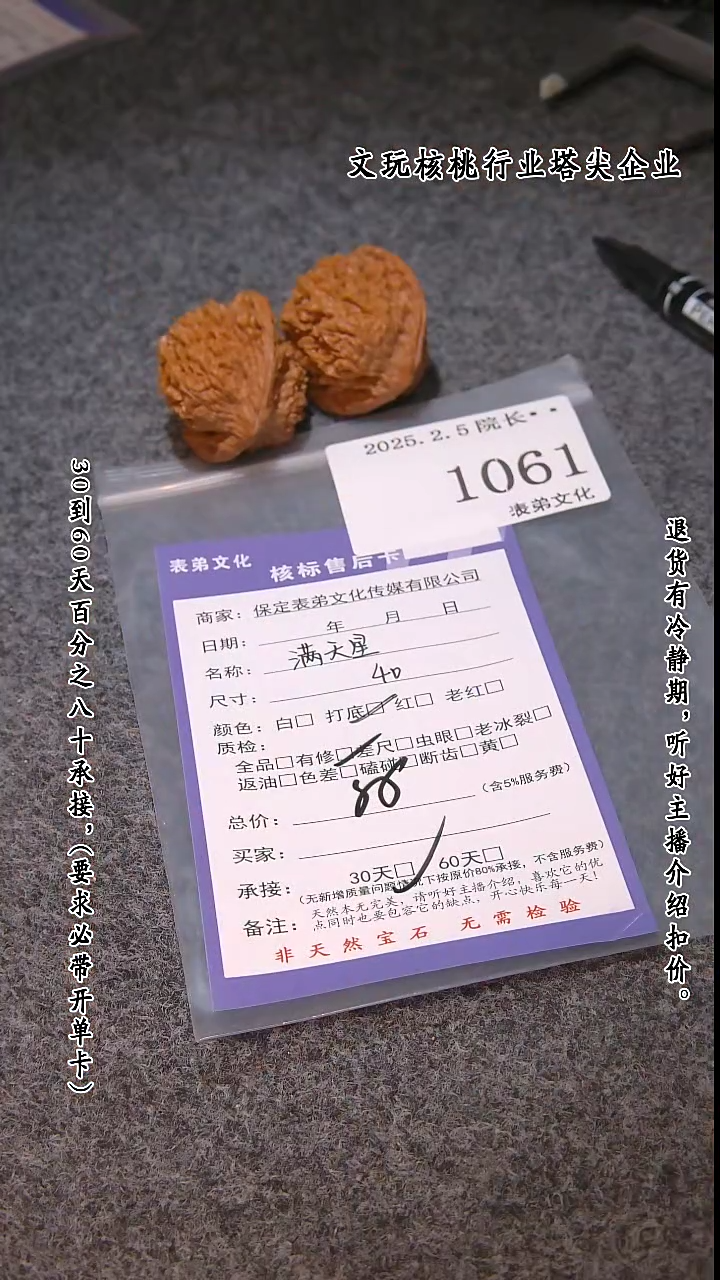 文玩核桃行业塔尖企业
30到60天百分之八十承接，（要求必带开单卡）
退货有冷静期，听好主播介绍扣价。
2025.2.5院长••
1061
表弟文化
表弟文化 核标售后卡
商家：保定表弟文化传媒有限公司
日期： 年 月 日
名称：满天星
尺寸：40
颜色：白□ 打底□ 红□ 老红□
质检：
全品□有修□差尺□虫眼□老冰裂□
返油□色差□磕碰□断齿□黄□
总价： 88 （含5%服务费）
买家：
承接： 30天□ 60天□
（无新增质量问题情况下按原价80%承接，不含服务费）
备注：天然本无完美，请听好主播介绍，喜欢它的优
点同时也要包容它的缺点，开心快乐每一天！
非天然宝石 无需检验